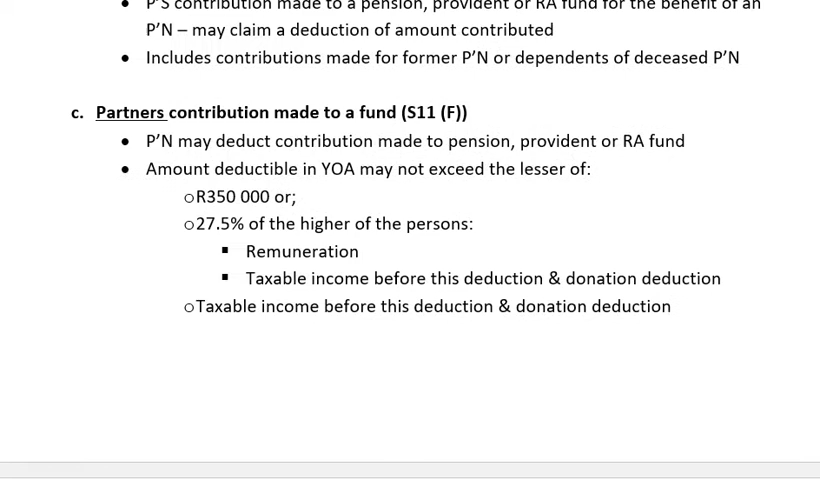 • P’S contribution made to a pension, provident or RA fund for the benefit of an
P’N – may claim a deduction of amount contributed
• Includes contributions made for former P’N or dependents of deceased P’N
c. Partners contribution made to a fund (S11 (F))
• P’N may deduct contribution made to pension, provident or RA fund
• Amount deductible in YOA may not exceed the lesser of:
o R350 000 or;
o 27.5% of the higher of the persons:
▪ Remuneration
▪ Taxable income before this deduction & donation deduction
o Taxable income before this deduction & donation deduction